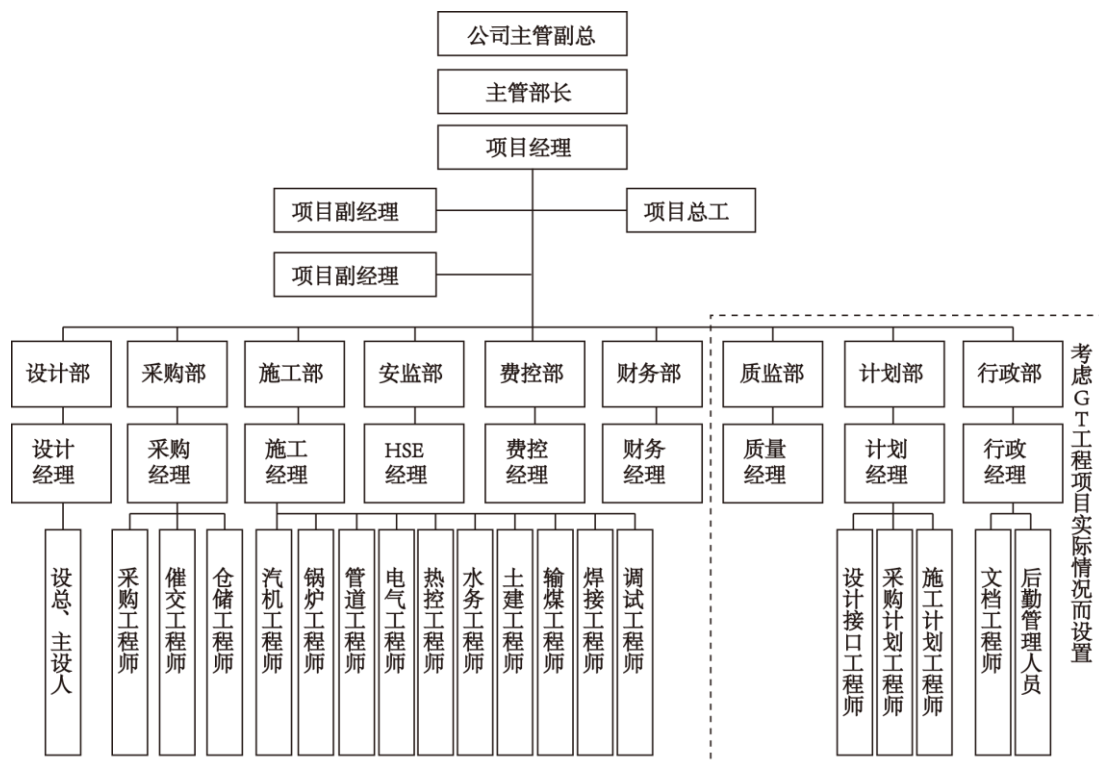 公司主管副总
主管部长
项目经理
项目副经理
项目总工
项目副经理
设计部
采购部
施工部
安监部
费控部
财务部
质监部
计划部
行政部
设计
经理
采购
经理
施工
经理
HSE
经理
费控
经理
财务
经理
质量
经理
计划
经理
行政
经理
设总、主设人
采购工程师
催交工程师
仓储工程师
汽机工程师
锅炉工程师
管道工程师
电气工程师
热控工程师
水务工程师
土建工程师
输煤工程师
焊接工程师
调试工程师
设计接口工程师
采购计划工程师
施工计划工程师
文档工程师
后勤管理人员
考虑GT工程项目实际情况而设置